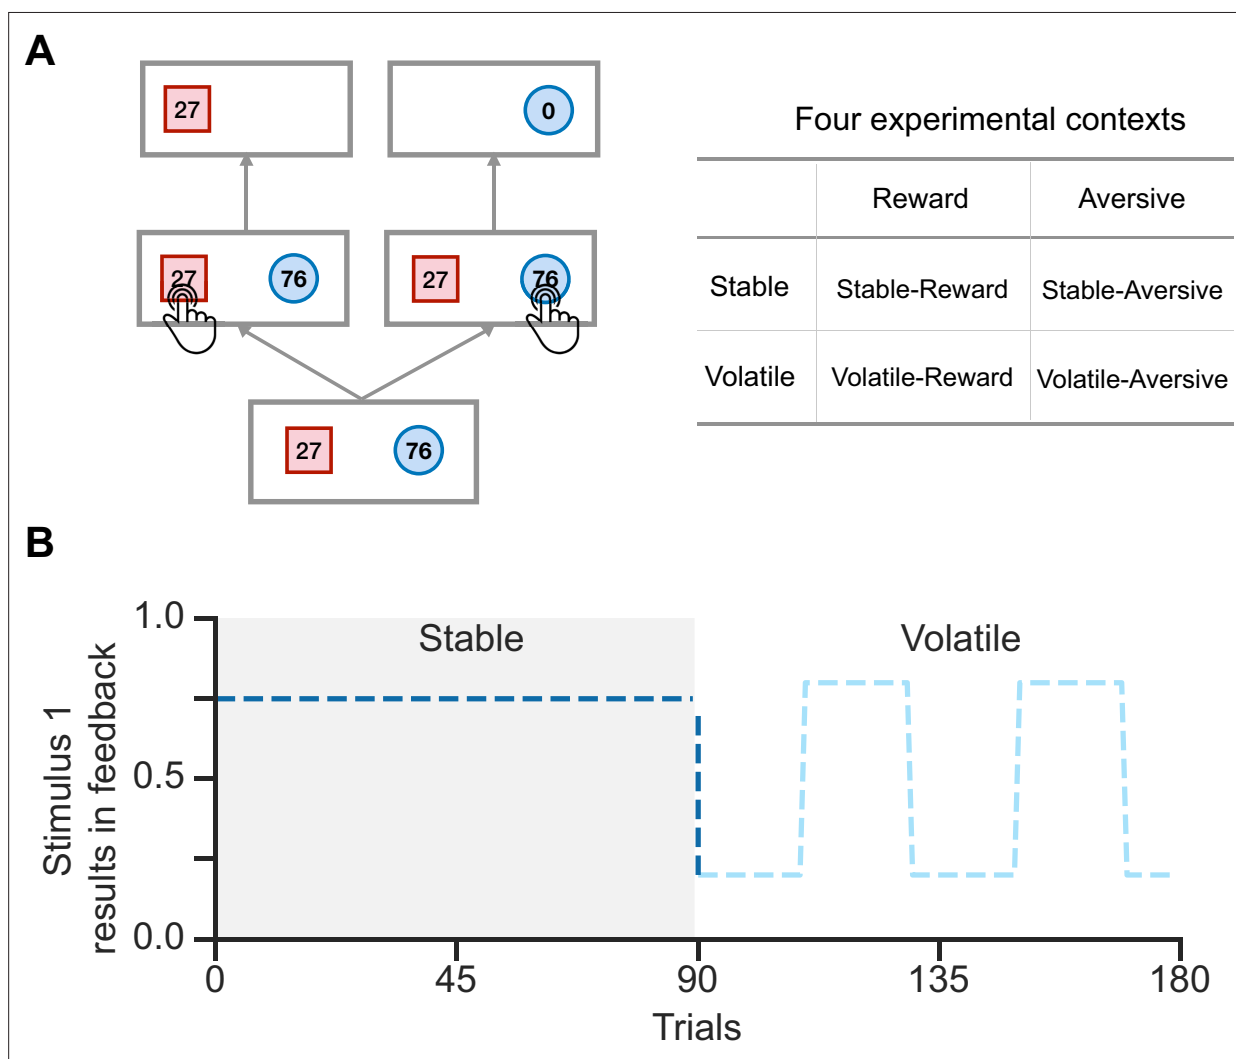 A
27
0
27
76
27
76
27
76
Four experimental contexts
Reward Aversive
Stable Stable-Reward Stable-Aversive
Volatile Volatile-Reward Volatile-Aversive
B
Stimulus 1
results in feedback
1.0
0.5
0.0
Stable
Volatile
0 45 90 135 180
Trials